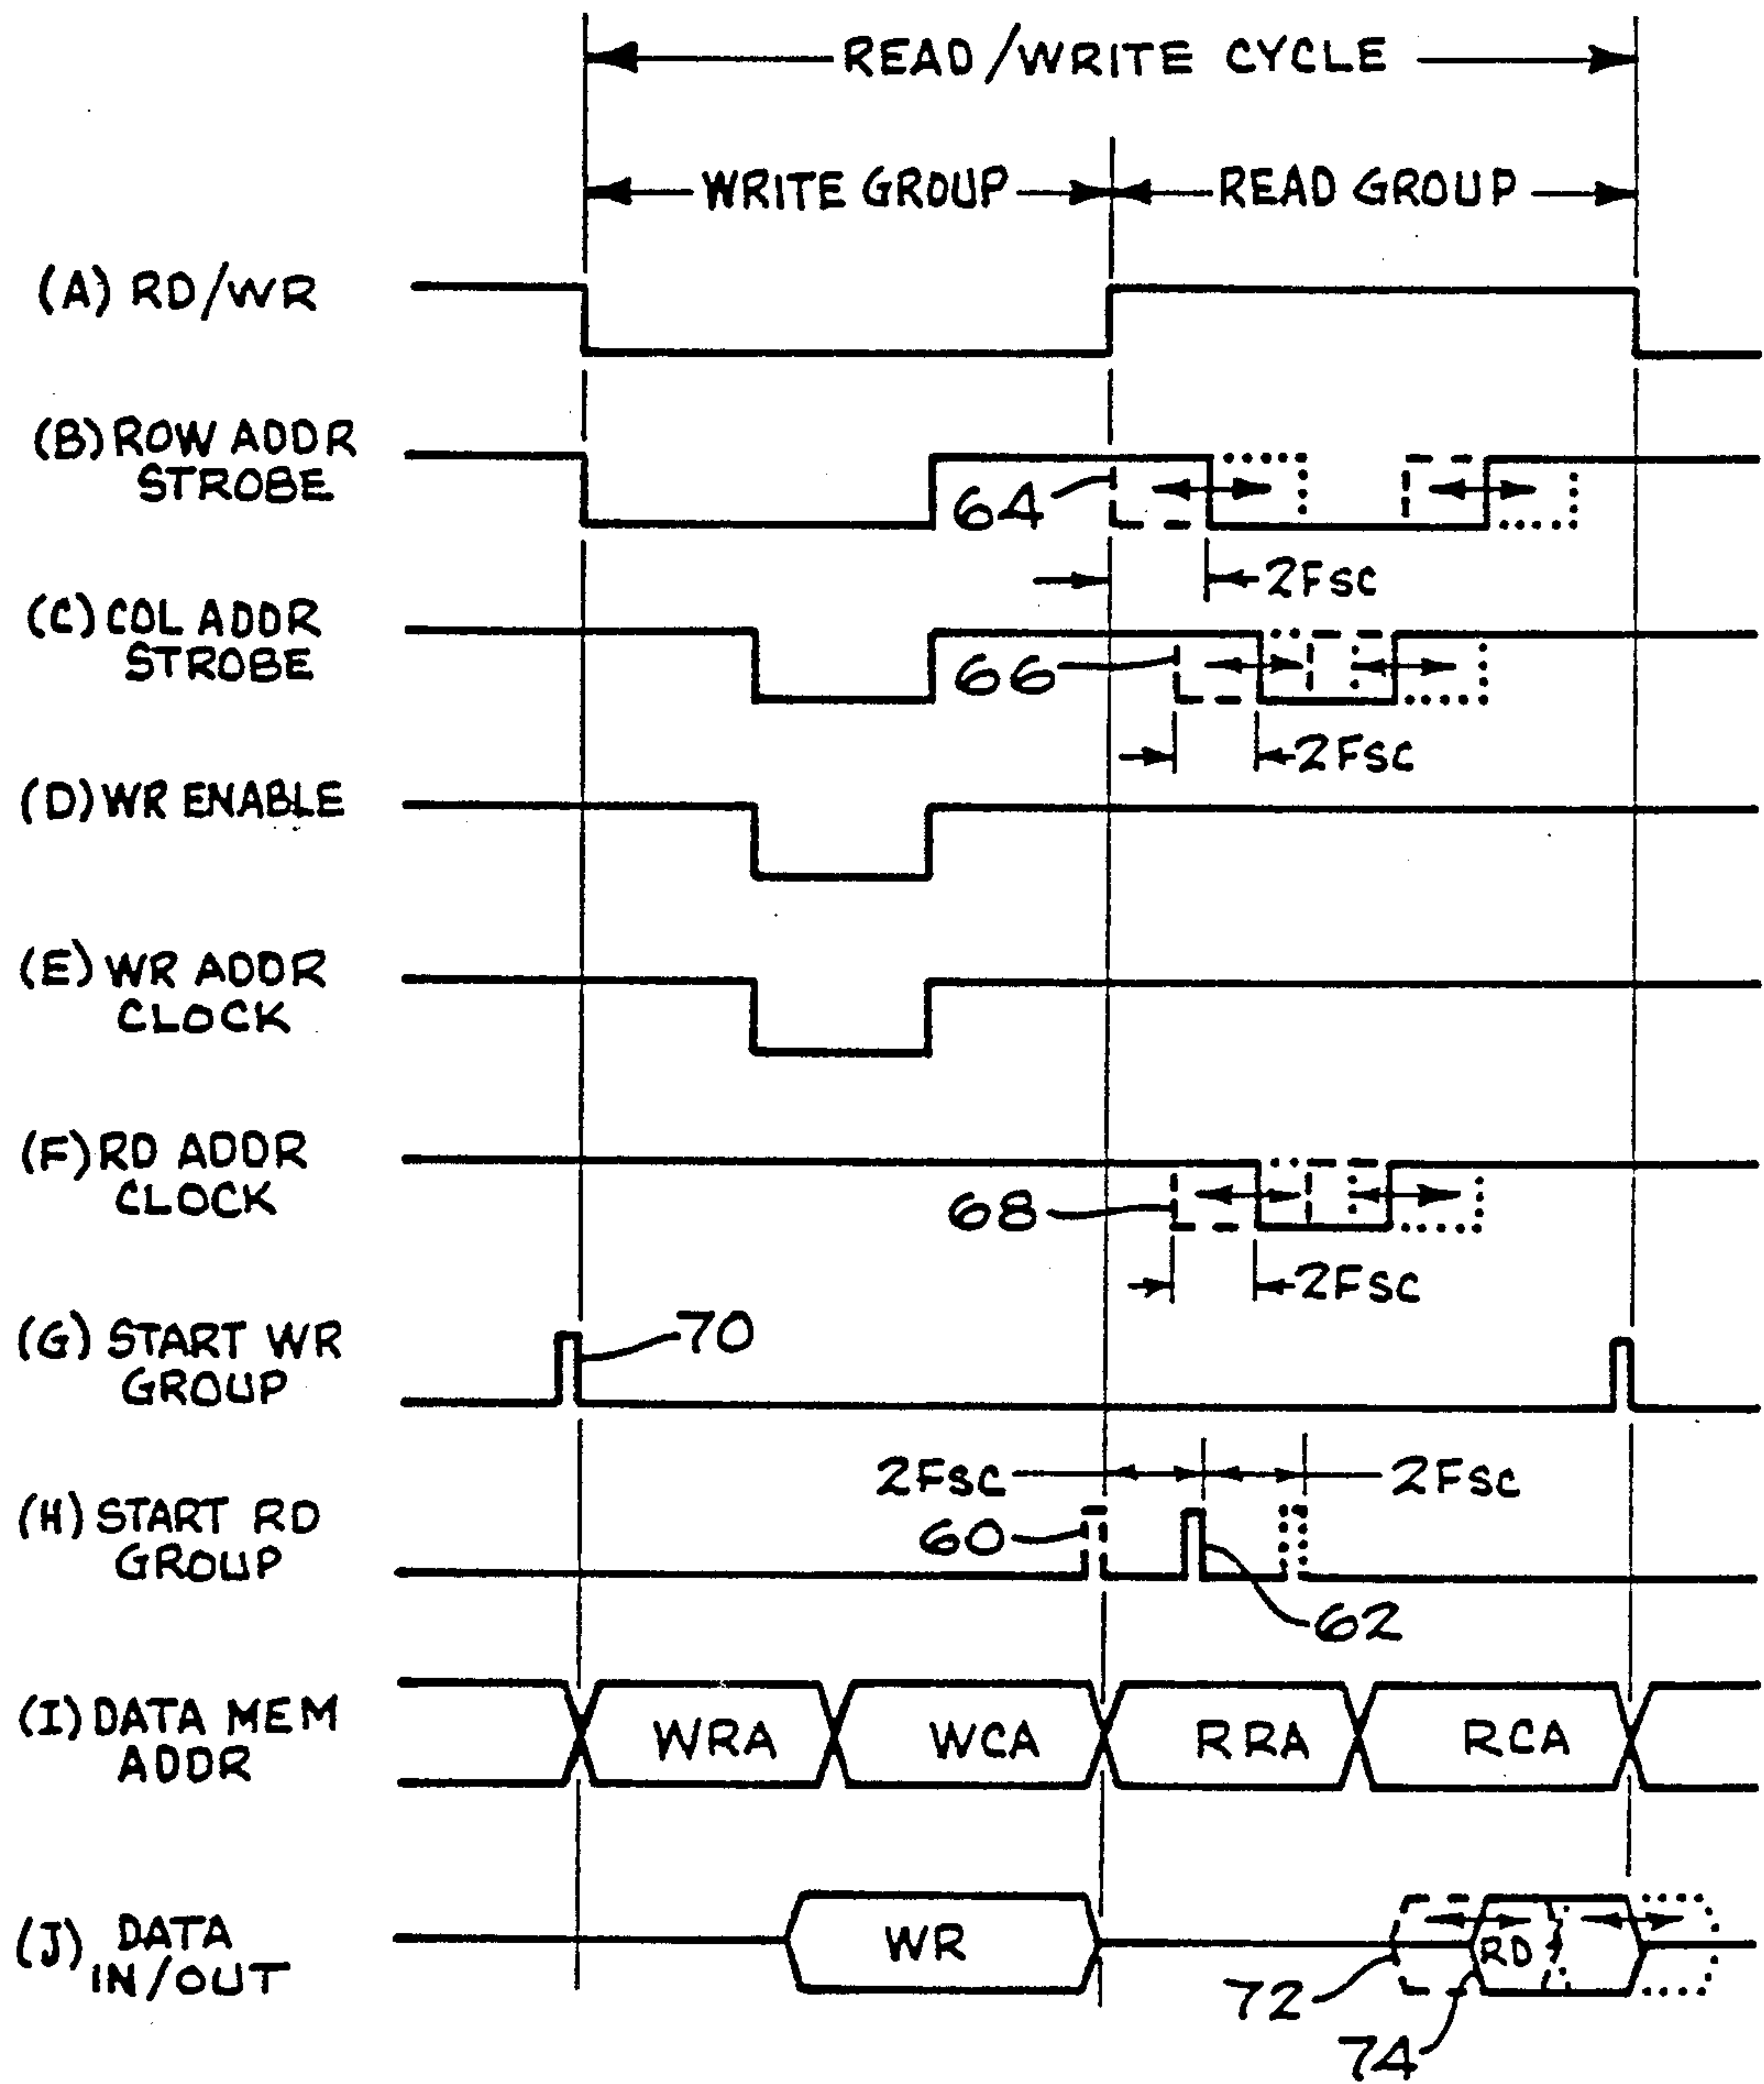 READ/WRITE CYCLE
WRITE GROUP READ GROUP
(A) RD/WR
(B) ROW ADDR
STROBE
64
2FSC
(C) COL ADDR
STROBE
66
2FSC
(D) WR ENABLE
(E) WR ADDR
CLOCK
(F) RD ADDR
CLOCK
68
2FSC
(G) START WR
GROUP
70
2FSC 2FSC
(H) START RD
GROUP
60
62
(I) DATA MEM
ADDR
WRA WCA RRA RCA
(J) DATA
IN/OUT
WR RD
72
74